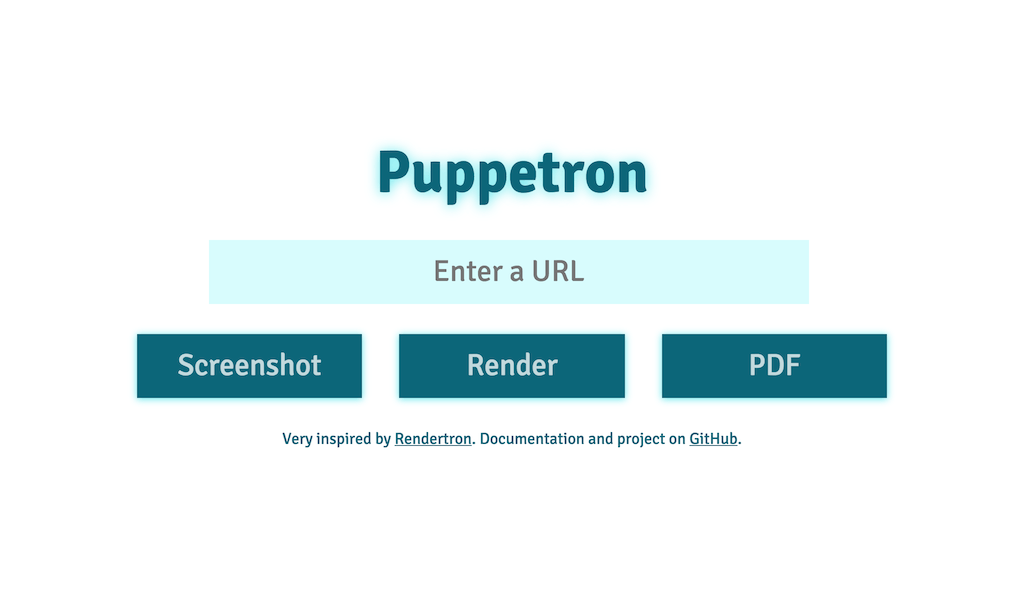 Puppetron
Enter a URL
Screenshot
Render
PDF
Very inspired by Rendertron. Documentation and project on GitHub.